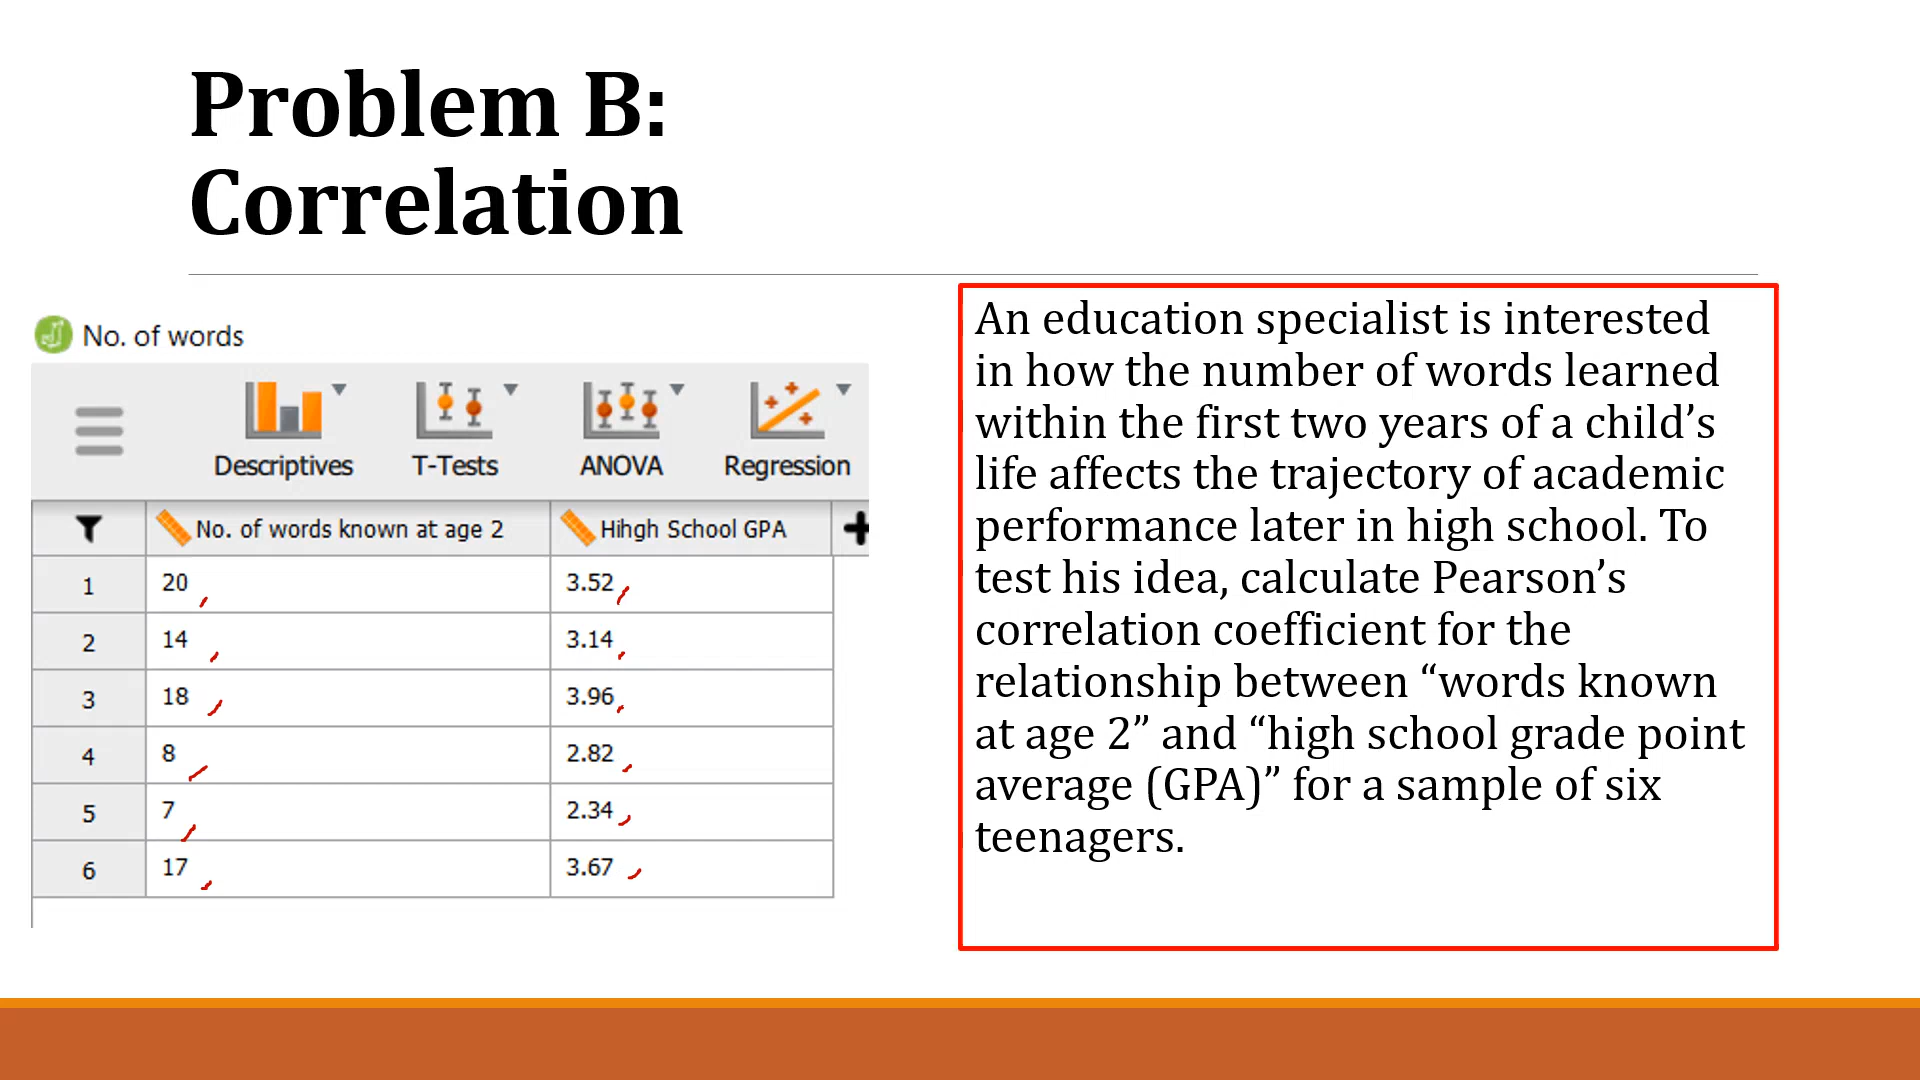 Problem B:
Correlation
No. of words
Descriptives T-Tests ANOVA Regression
No. of words known at age 2 Hihgh School GPA
1 20 3.52
2 14 3.14
3 18 3.96
4 8 2.82
5 7 2.34
6 17 3.67
An education specialist is interested
in how the number of words learned
within the first two years of a child’s
life affects the trajectory of academic
performance later in high school. To
test his idea, calculate Pearson’s
correlation coefficient for the
relationship between “words known
at age 2” and “high school grade point
average (GPA)” for a sample of six
teenagers.